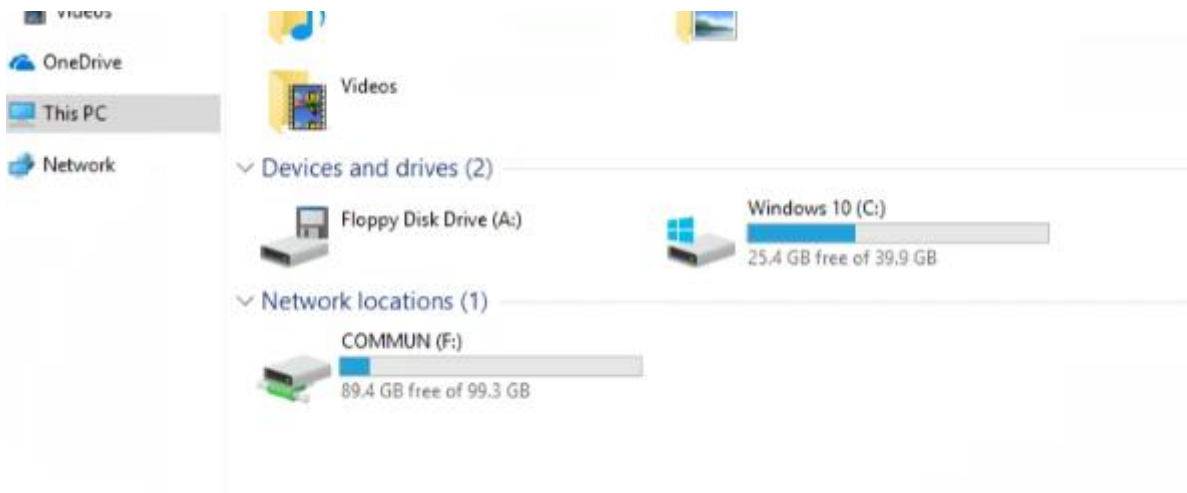 Videos
OneDrive
This PC
Network
Videos
Devices and drives (2)
Floppy Disk Drive (A:)
Windows 10 (C:)
25.4 GB free of 39.9 GB
Network locations (1)
COMMUN (F:)
89.4 GB free of 99.3 GB